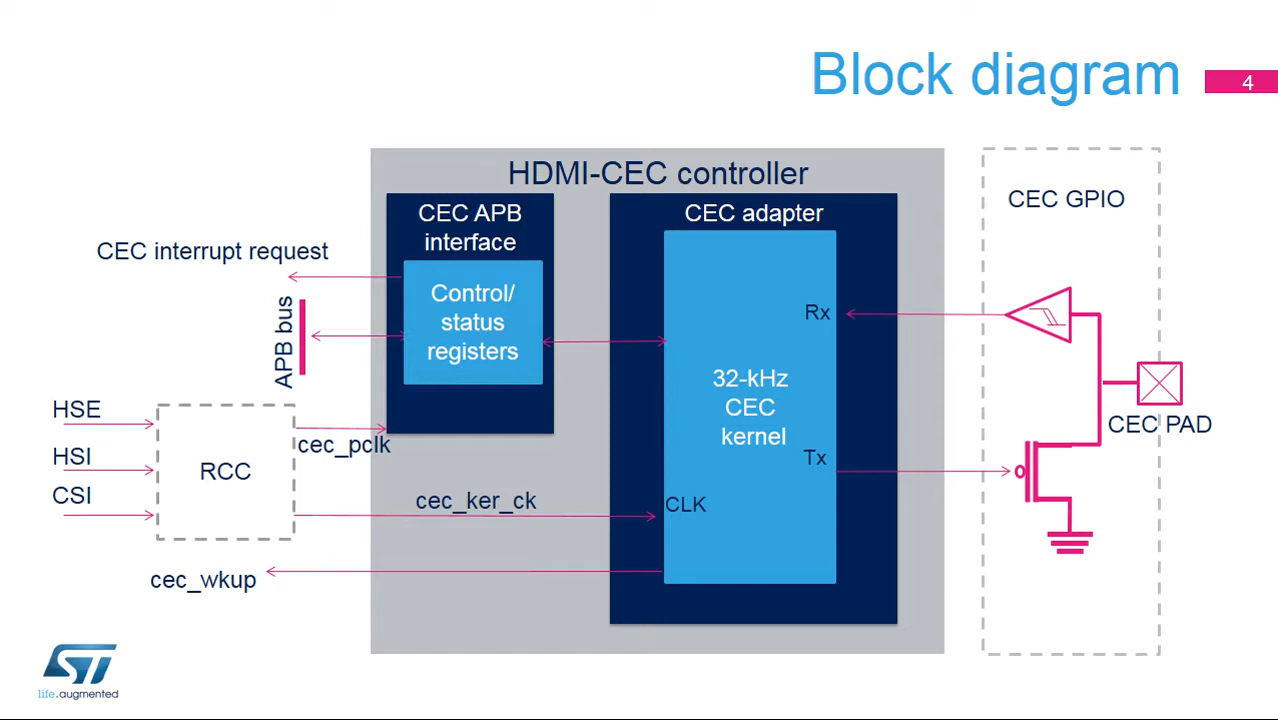 Block diagram
4
HDMI-CEC controller
CEC APB
interface
Control/
status
registers
CEC adapter
32-kHz
CEC
kernel
Rx
Tx
CLK
CEC GPIO
CEC PAD
CEC interrupt request
APB bus
HSE
HSI
CSI
RCC
cec_pclk
cec_ker_ck
cec_wkup
ST
life.augmented